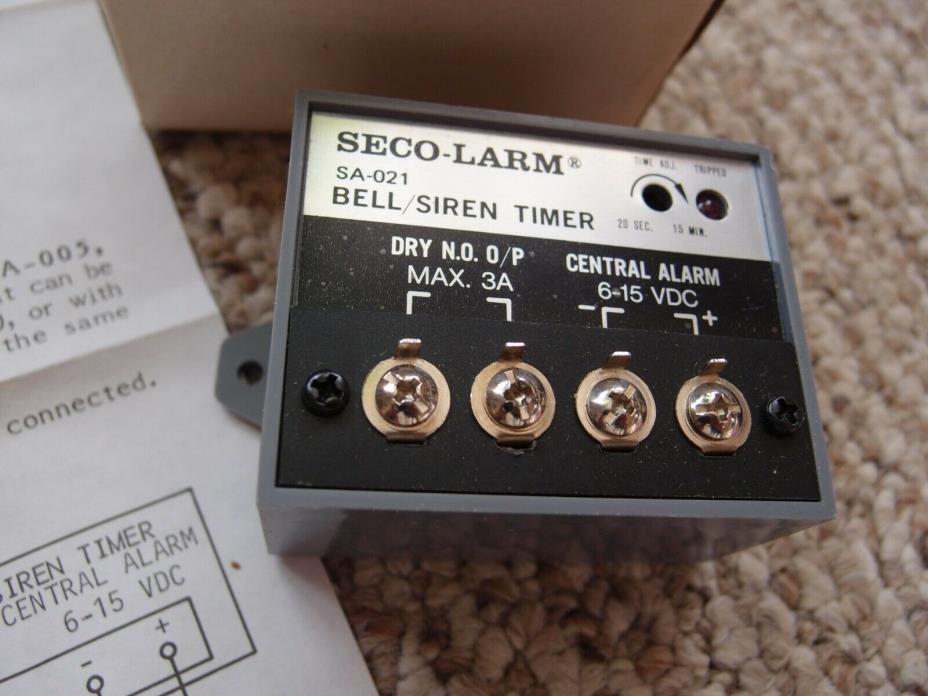 SECO-LARM®
SA-021
BELL/SIREN TIMER
TIME ADJ. TRIPPED
20 SEC. 15 MIN.
DRY N.O. O/P
MAX. 3A
CENTRAL ALARM
6-15 VDC
- +
A-005,
it can be
), or with
the same
connected.
SIREN TIMER
CENTRAL ALARM
6-15 VDC
- +